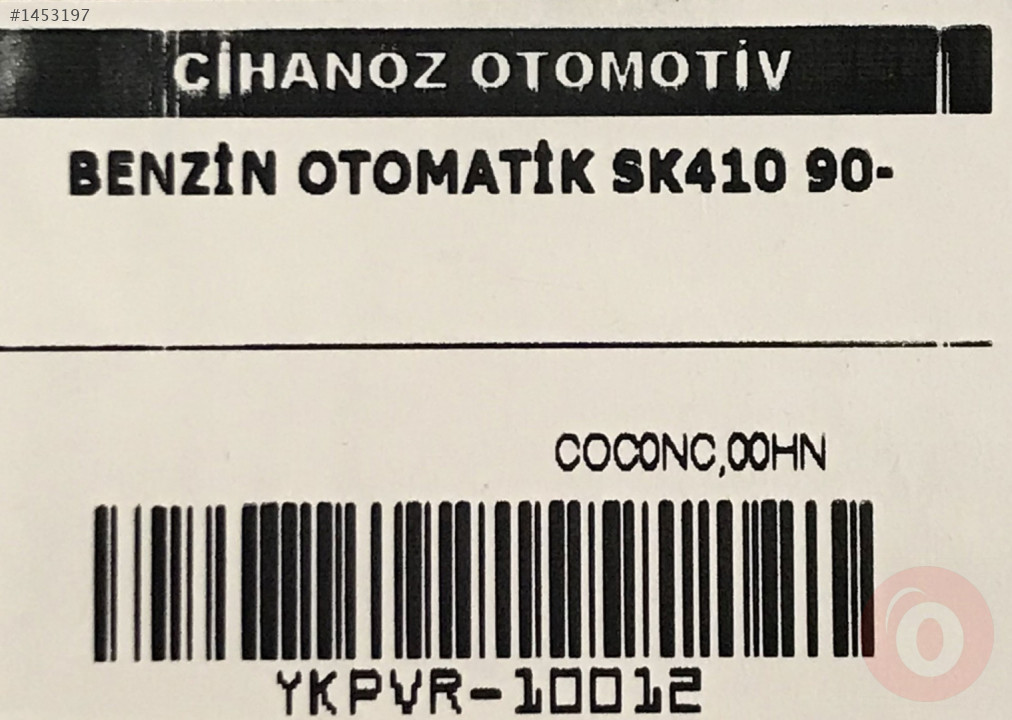 #1453197
CİHANOZ OTOMOTİV
BENZİN OTOMATİK SK410 90-
COC0NC,00HN
YKPVR-10012